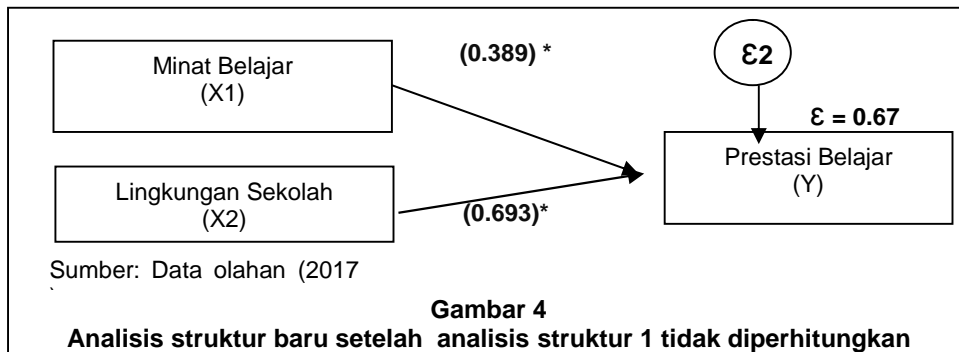 (0.389) *
Minat Belajar
(X1)
Ɛ2
Ɛ = 0.67
Prestasi Belajar
(Y)
Lingkungan Sekolah
(X2)
(0.693)*
Sumber: Data olahan (2017
)
Gambar 4
Analisis struktur baru setelah analisis struktur 1 tidak diperhitungkan